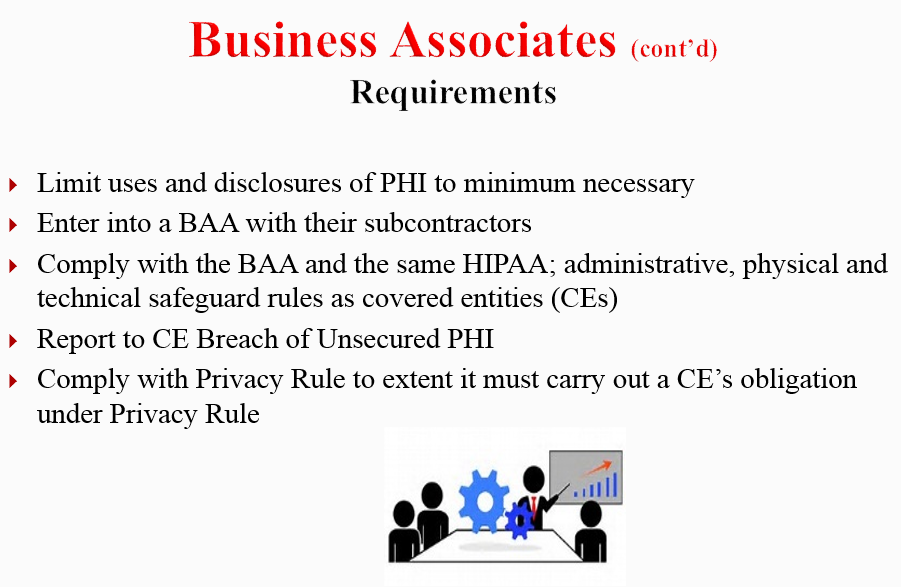 Business Associates (cont’d)
Requirements
Limit uses and disclosures of PHI to minimum necessary
Enter into a BAA with their subcontractors
Comply with the BAA and the same HIPAA; administrative, physical and
technical safeguard rules as covered entities (CEs)
Report to CE Breach of Unsecured PHI
Comply with Privacy Rule to extent it must carry out a CE’s obligation
under Privacy Rule